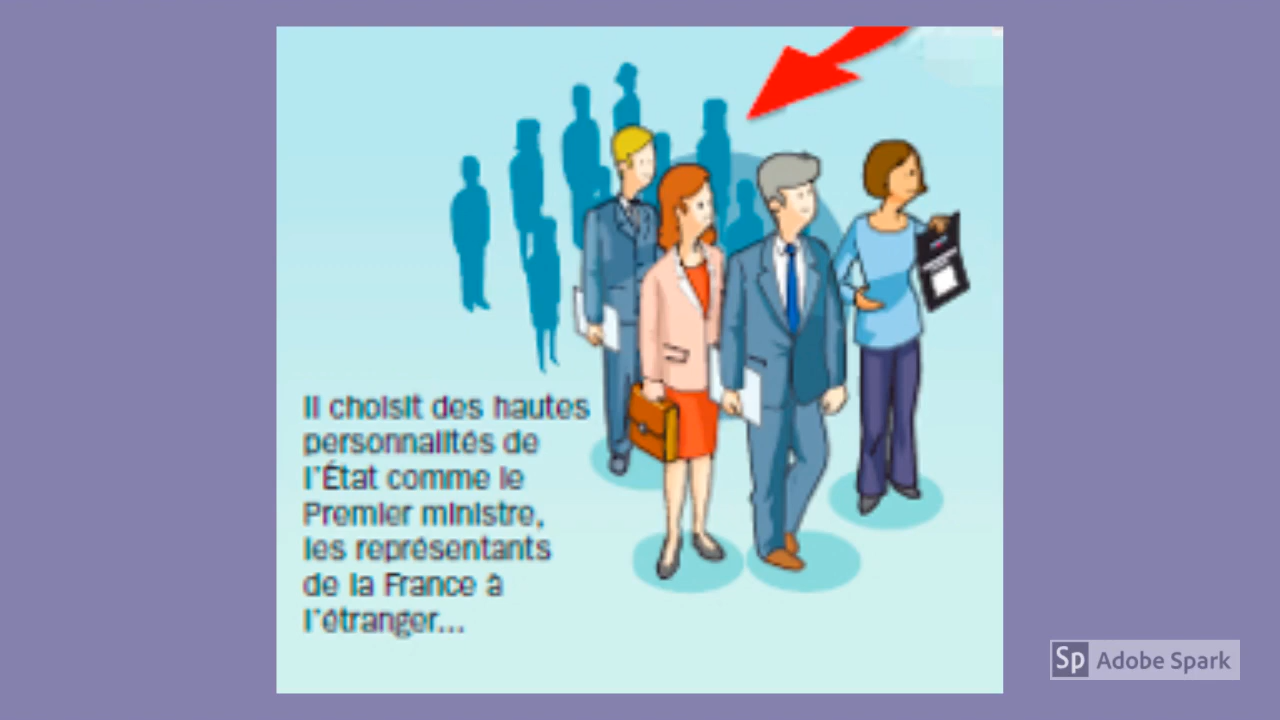 Il choisit des hautes
personnalités de
l'État comme le
Premier ministre,
les représentants
de la France à
l'étranger...
Sp Adobe Spark